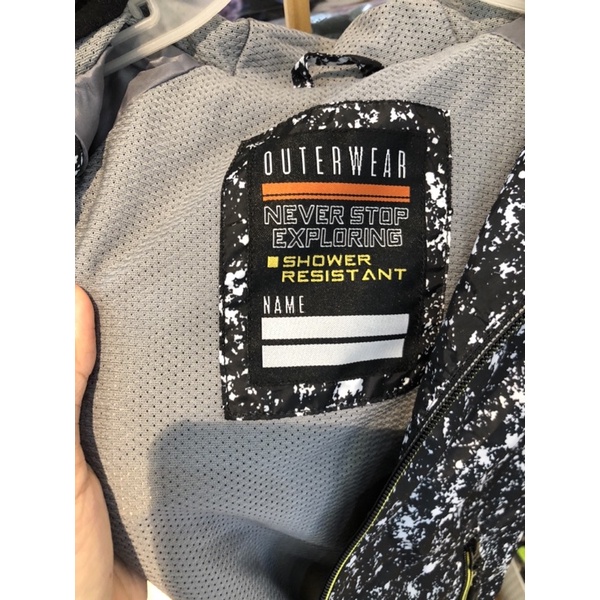 OUTERWEAR
NEVER STOP
EXPLORING
SHOWER
RESISTANT
NAME